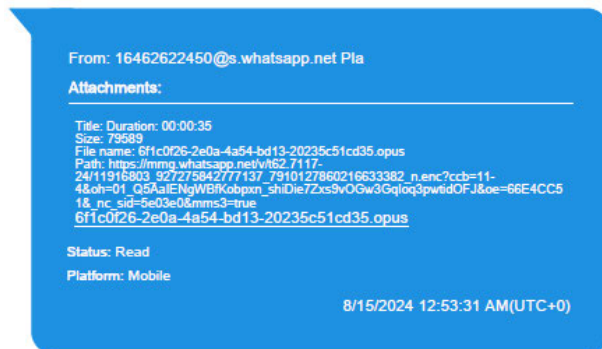 From: 16462622450@s.whatsapp.net Pla
Attachments:
Title: Duration: 00:00:35
Size: 79589
File name: 6f1c0f26-2e0a-4a54-bd13-20235c51cd35.opus
Path: https://mmg.whatsapp.net/v/t62.7117-
24/11916803_927275842777137_7910127860216633382_n.enc?ccb=11-
4&oh=01_Q5AaIENgWBfKobpxn_shiDie7Zxs9vOGw3Gqloq3pwtidOFJ&oe=66E4CC5
1&_nc_sid=5e03e0&mms3=true
6f1c0f26-2e0a-4a54-bd13-20235c51cd35.opus
Status: Read
Platform: Mobile
8/15/2024 12:53:31 AM(UTC+0)